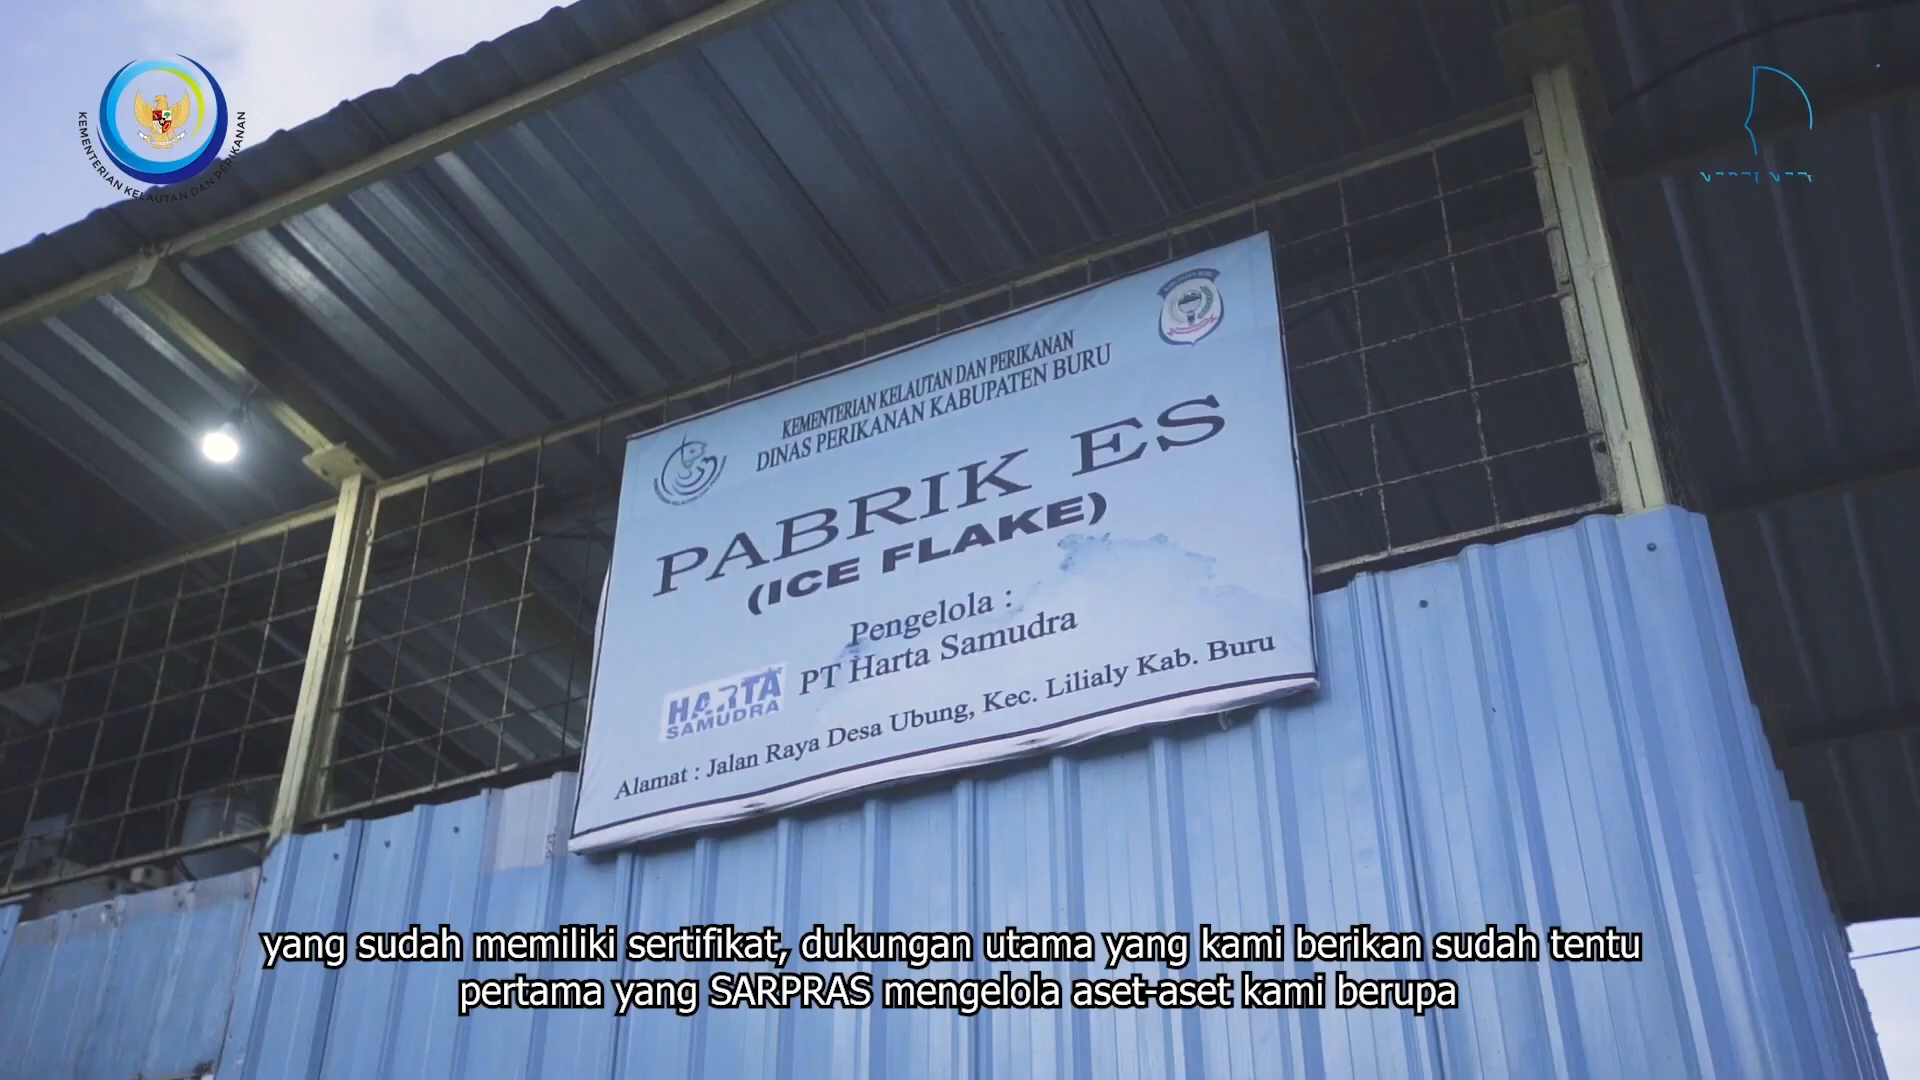 KEMENTERIAN KELAUTAN DAN PERIKANAN
KEMENTERIAN KELAUTAN DAN PERIKANAN
DINAS PERIKANAN KABUPATEN BURU
PABRIK ES
(ICE FLAKE)
Pengelola :
PT Harta Samudra
HARTA
SAMUDRA
Alamat : Jalan Raya Desa Ubung, Kec. Lilialy Kab. Buru
yang sudah memiliki sertifikat, dukungan utama yang kami berikan sudah tentu
pertama yang SARPRAS mengelola aset-aset kami berupa